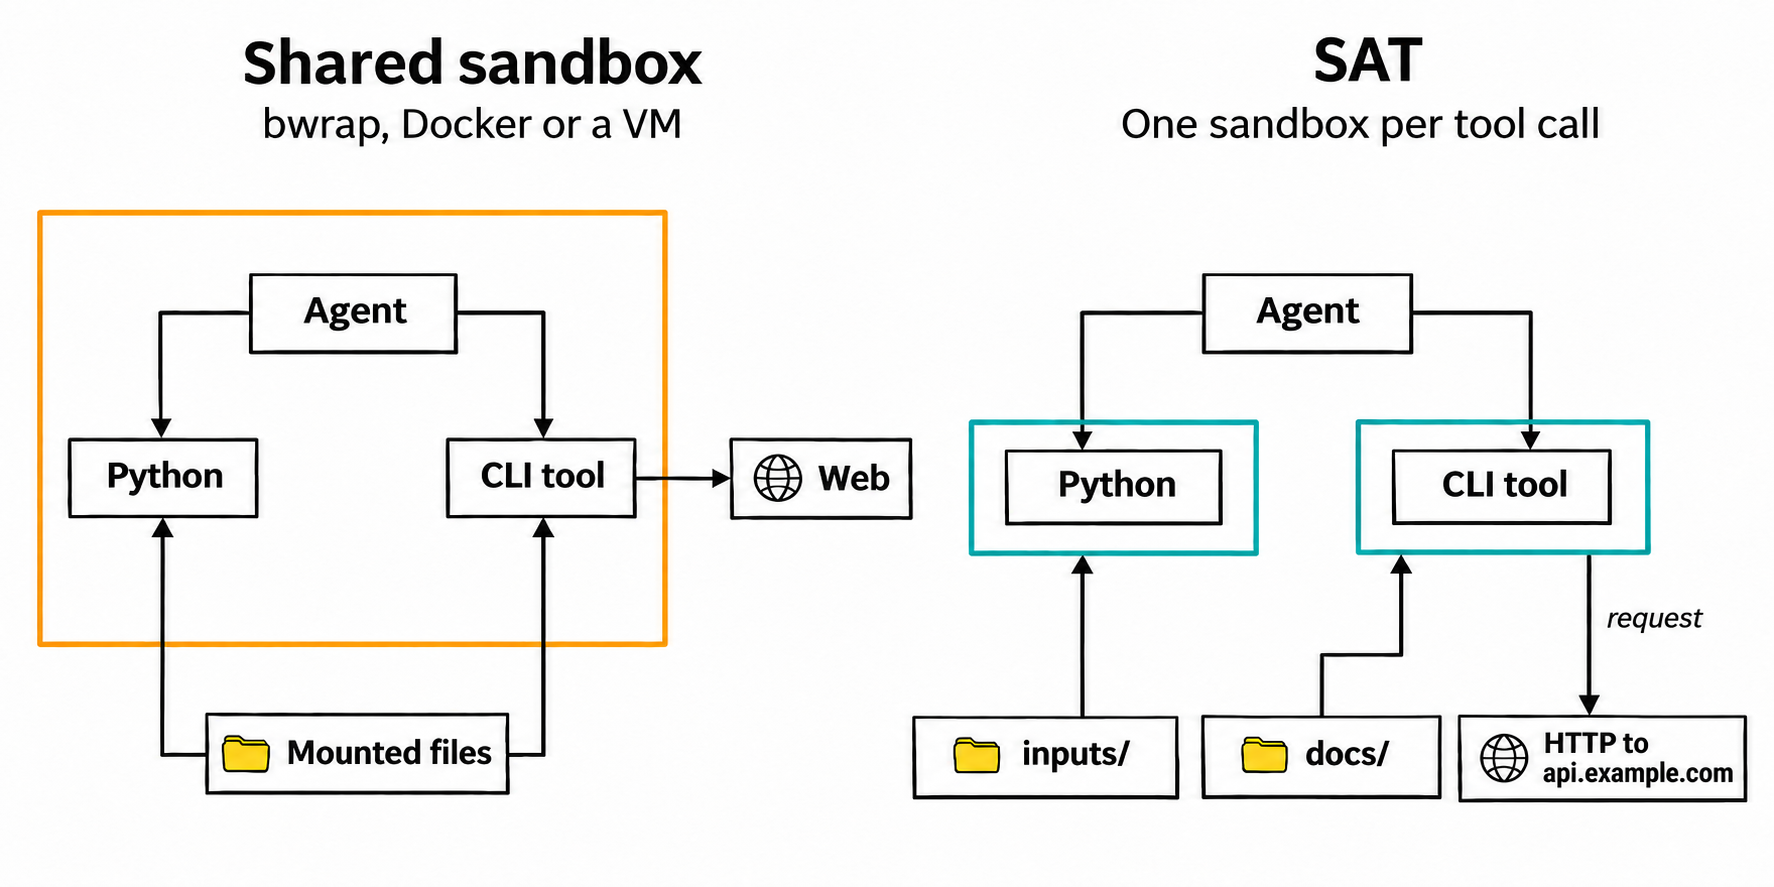 Shared sandbox
bwrap, Docker or a VM
Agent
Python
CLI tool
Web
Mounted files
SAT
One sandbox per tool call
Agent
Python
CLI tool
request
inputs/
docs/
HTTP to
api.example.com